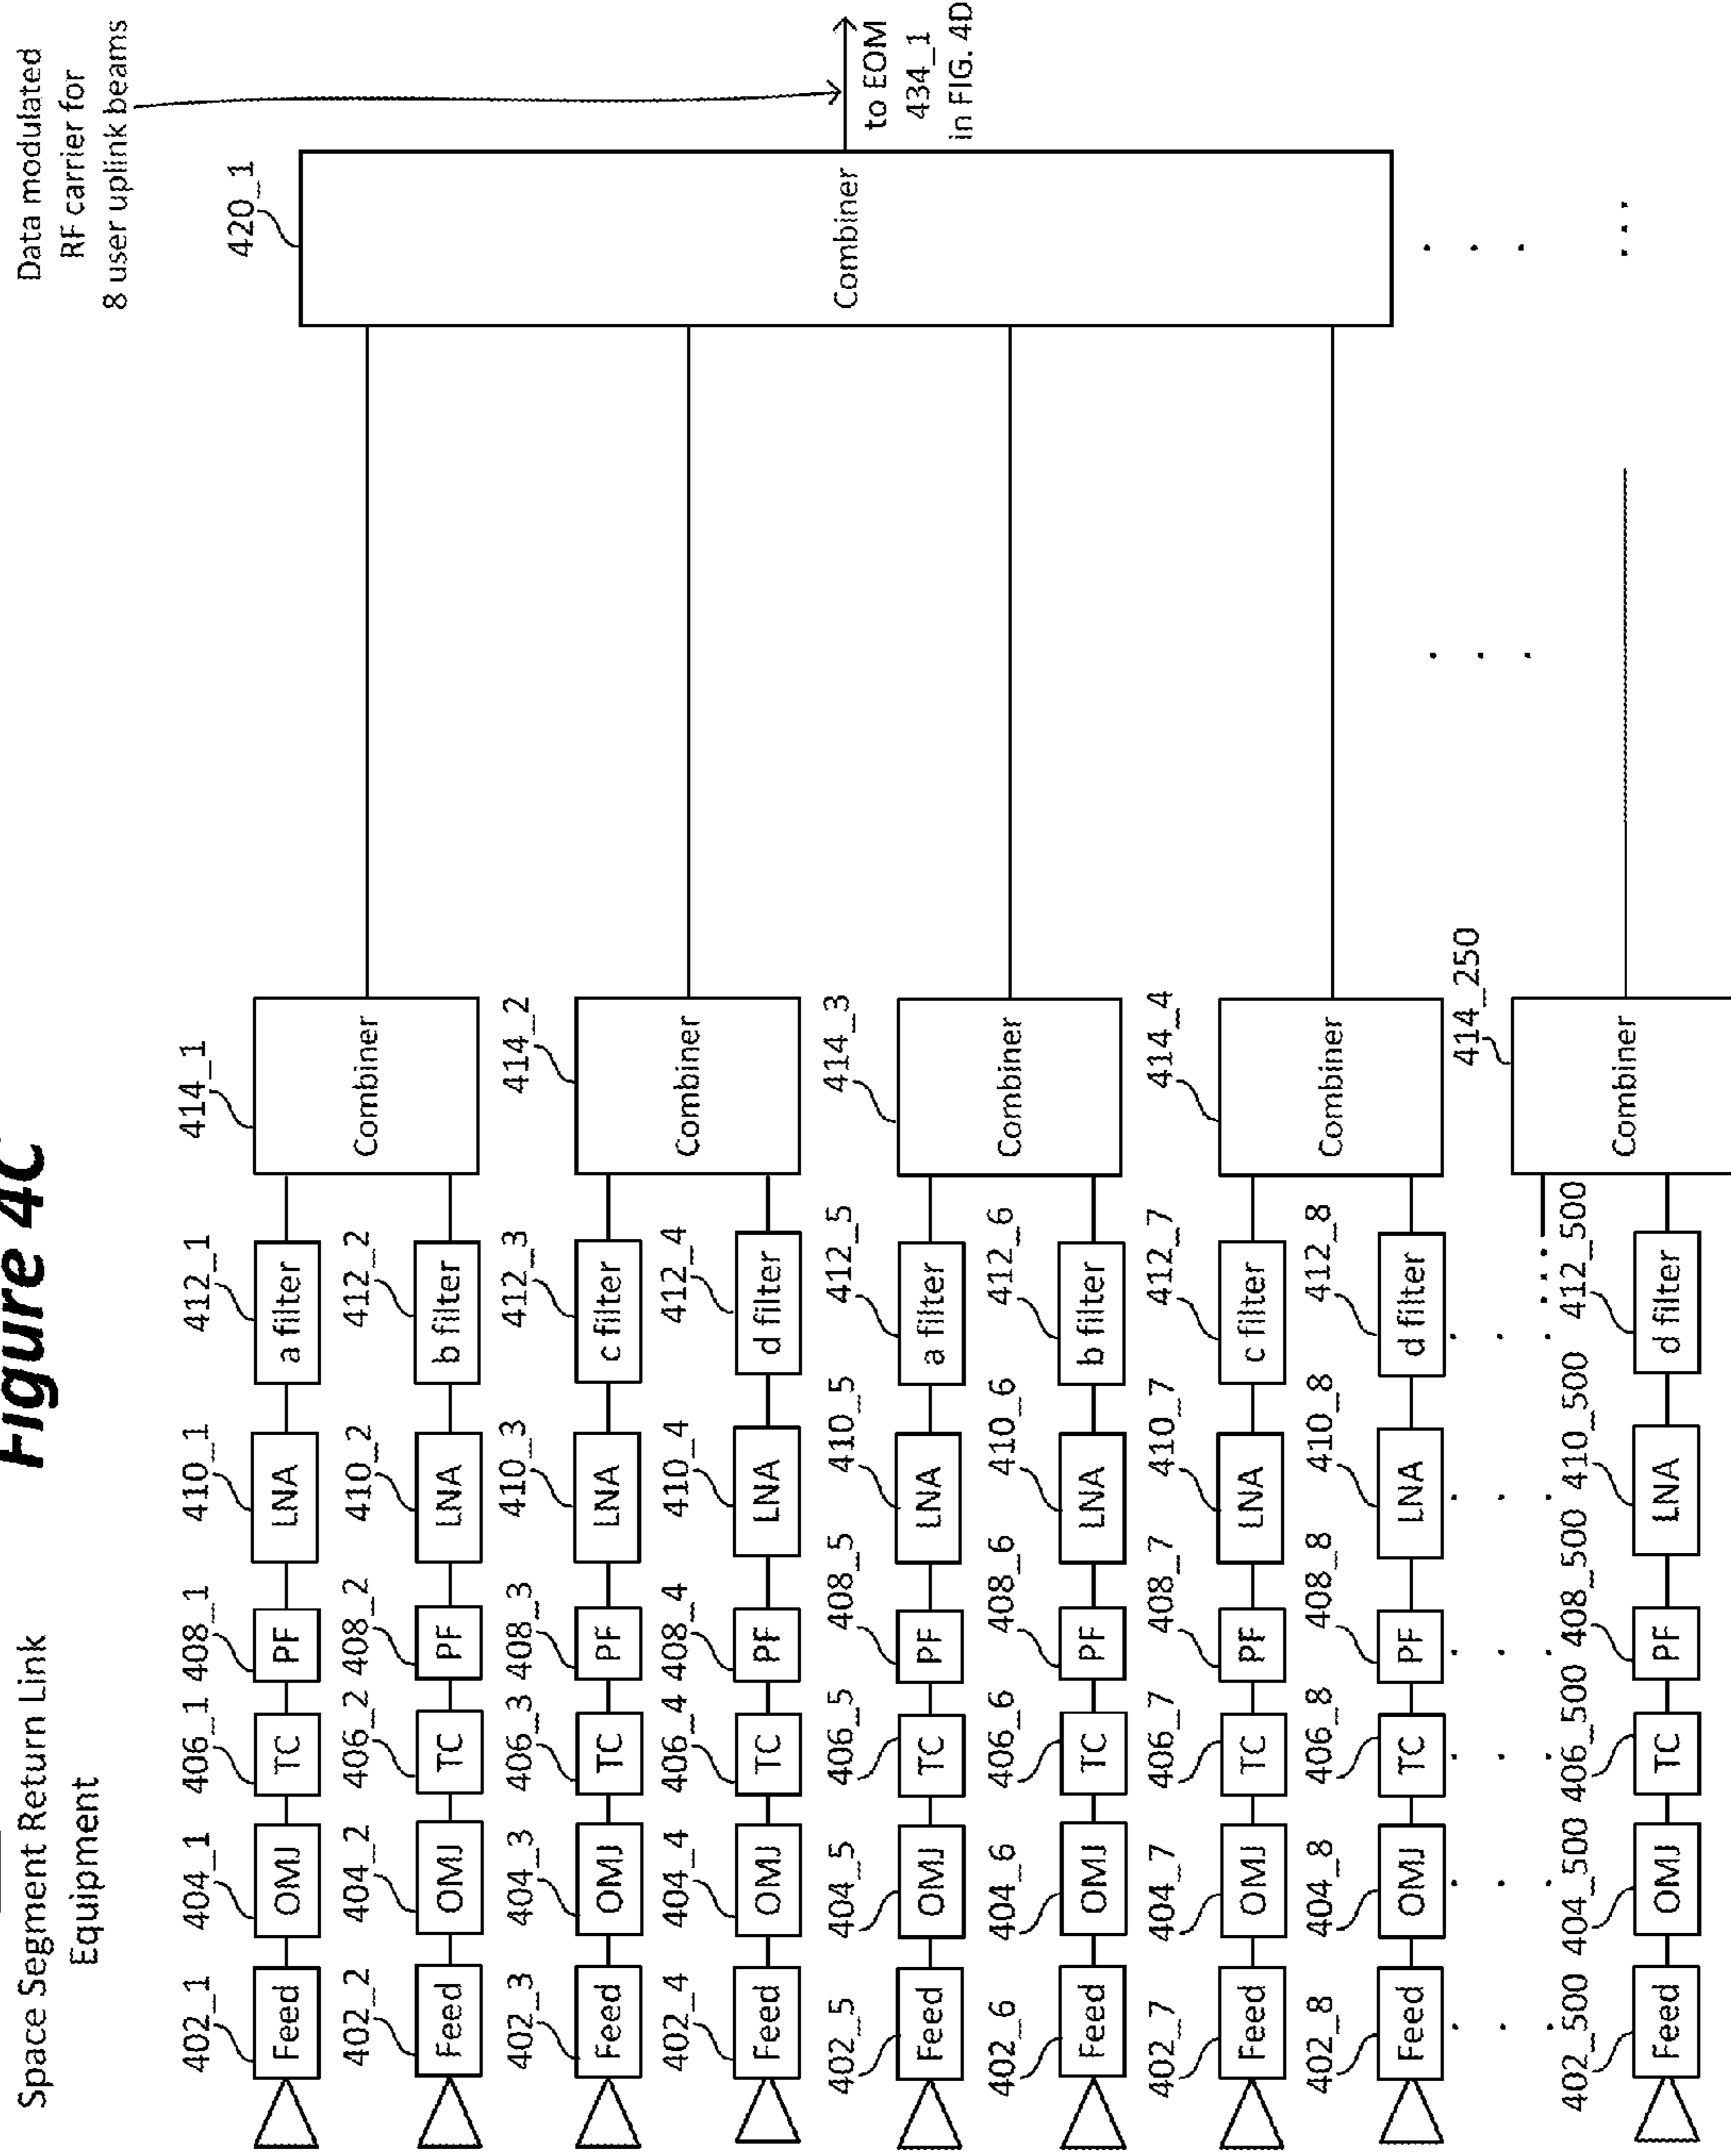 Figure 4C
Space Segment Return Link
Equipment
Data modulated
RF carrier for
8 user uplink beams
402_1 404_1 406_1 408_1 410_1 412_1 414_1 420_1
Feed OMJ TC PF LNA a filter
402_2 404_2 406_2 408_2 410_2 412_2
Feed OMJ TC PF LNA b filter
Combiner
402_3 404_3 406_3 408_3 410_3 412_3 414_2
Feed OMJ TC PF LNA c filter
402_4 404_4 406_4 408_4 410_4 412_4
Feed OMJ TC PF LNA d filter
Combiner
Combiner
to EOM
434_1
in FIG. 4D
402_5 404_5 406_5 408_5 410_5 412_5 414_3
Feed OMJ TC PF LNA a filter
402_6 404_6 406_6 408_6 410_6 412_6
Feed OMJ TC PF LNA b filter
Combiner
402_7 404_7 406_7 408_7 410_7 412_7 414_4
Feed OMJ TC PF LNA c filter
402_8 404_8 406_8 408_8 410_8 412_8
Feed OMJ TC PF LNA d filter
Combiner
414_250
402_500 404_500 406_500 408_500 410_500 412_500
Feed OMJ TC PF LNA d filter
Combiner